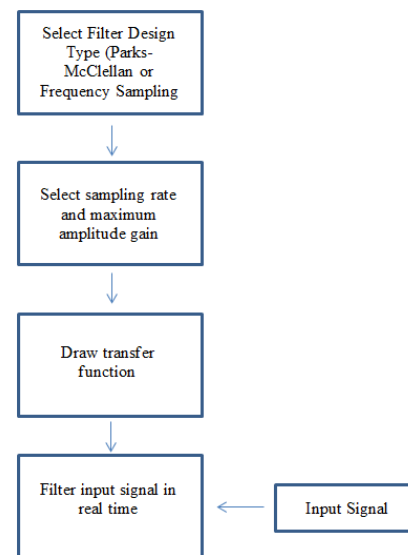 Select Filter Design
Type (Parks-
McClellan or
Frequency Sampling
Select sampling rate
and maximum
amplitude gain
Draw transfer
function
Filter input signal in
real time
Input Signal